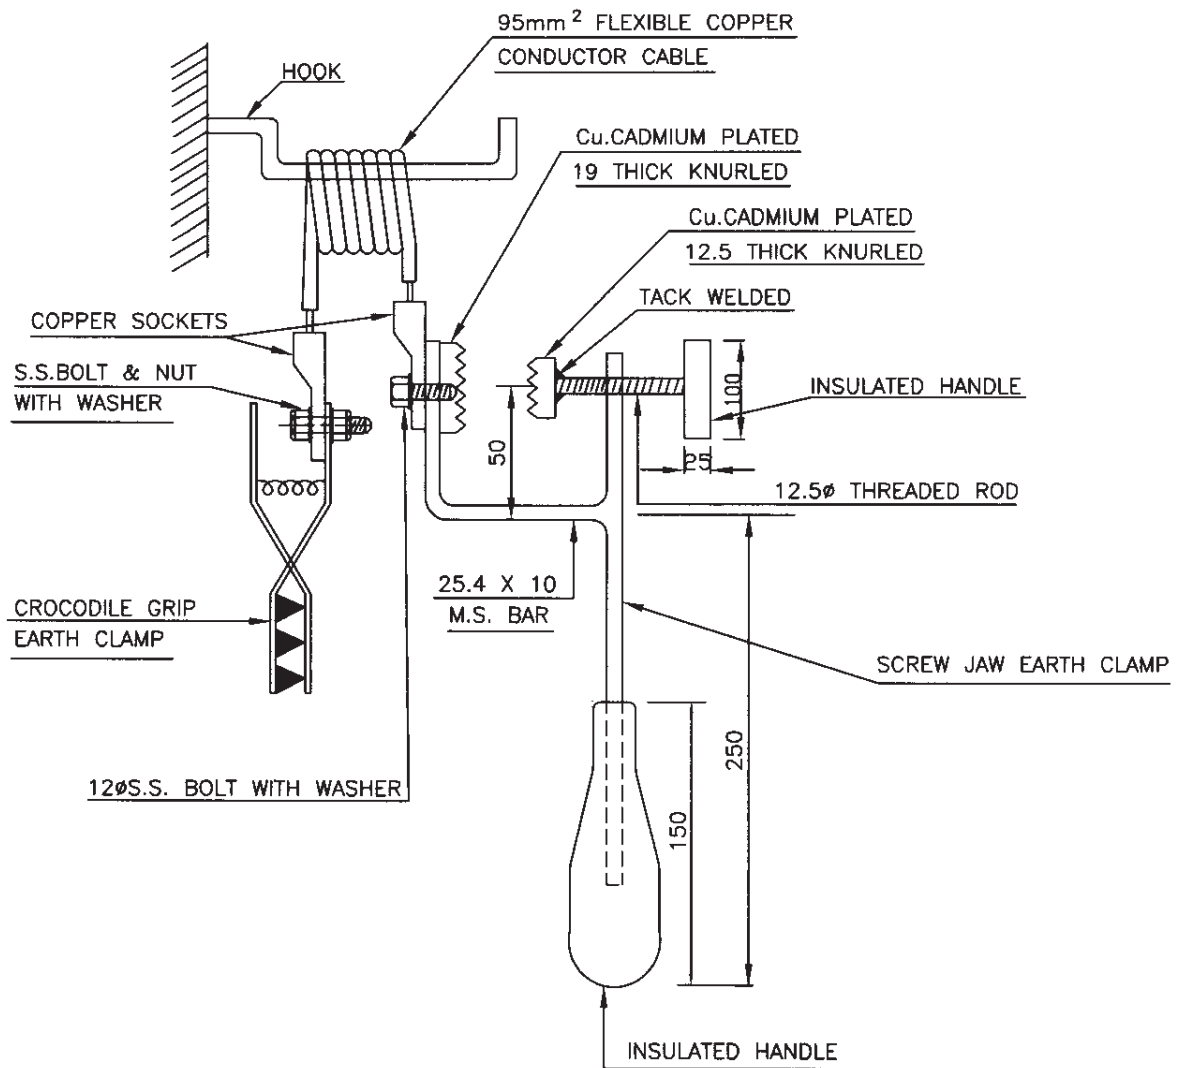 95mm² FLEXIBLE COPPER
CONDUCTOR CABLE
HOOK
Cu.CADMIUM PLATED
19 THICK KNURLED
Cu.CADMIUM PLATED
12.5 THICK KNURLED
TACK WELDED
COPPER SOCKETS
S.S.BOLT & NUT
WITH WASHER
INSULATED HANDLE
100
25
50
12.5ø THREADED ROD
25.4 X 10
M.S. BAR
CROCODILE GRIP
EARTH CLAMP
SCREW JAW EARTH CLAMP
250
12øS.S. BOLT WITH WASHER
150
INSULATED HANDLE